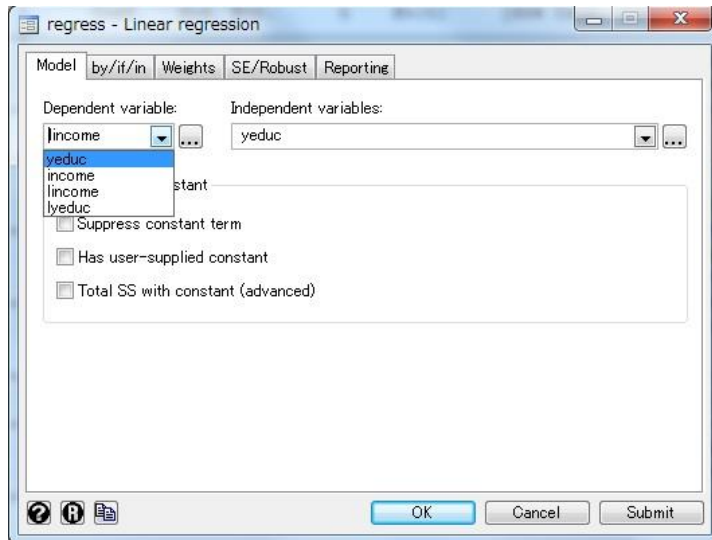 regress - Linear regression
Model by/if/in Weights SE/Robust Reporting
Dependent variable: Independent variables:
lincome ... yeduc ...
yeduc
income
lincome
lyeduc
stant
Suppress constant term
Has user-supplied constant
Total SS with constant (advanced)
? R OK Cancel Submit